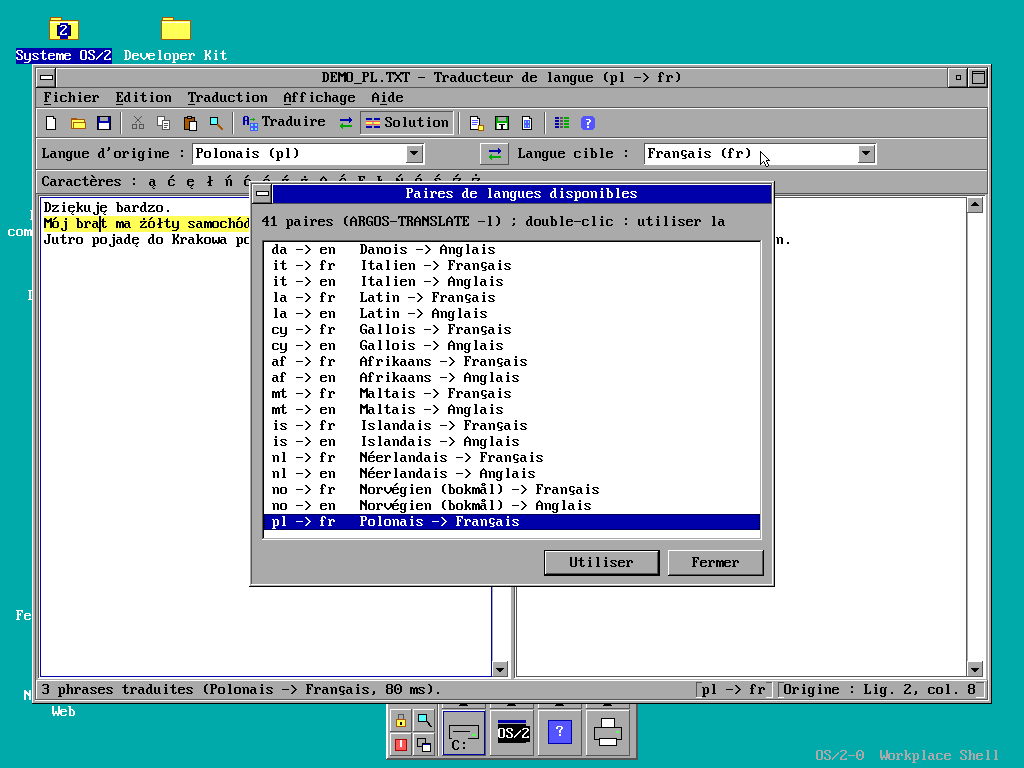 Systeme OS/2
Developer Kit
DEMO_PL.TXT - Traducteur de langue (pl -> fr)
Fichier Edition Traduction Affichage Aide
Traduire Solution
Langue d'origine : Polonais (pl) Langue cible : Français (fr)
Caractères : ą ć ę ł ń
Dziękuję bardzo.
Mój brat ma żółty samochód
Jutro pojadę do Krakowa n.
com
Paires de langues disponibles
41 paires (ARGOS-TRANSLATE -l) ; double-clic : utiliser la
da -> en Danois -> Anglais
it -> fr Italien -> Français
it -> en Italien -> Anglais
la -> fr Latin -> Français
la -> en Latin -> Anglais
cy -> fr Gallois -> Français
cy -> en Gallois -> Anglais
af -> fr Afrikaans -> Français
af -> en Afrikaans -> Anglais
mt -> fr Maltais -> Français
mt -> en Maltais -> Anglais
is -> fr Islandais -> Français
is -> en Islandais -> Anglais
nl -> fr Néerlandais -> Français
nl -> en Néerlandais -> Anglais
no -> fr Norvégien (bokmål) -> Français
no -> en Norvégien (bokmål) -> Anglais
pl -> fr Polonais -> Français
Utiliser Fermer
Fe
3 phrases traduites (Polonais -> Français, 80 ms). pl -> fr Origine : Lig. 2, col. 8
Web
C: OS/2
OS/2-0 Workplace Shell